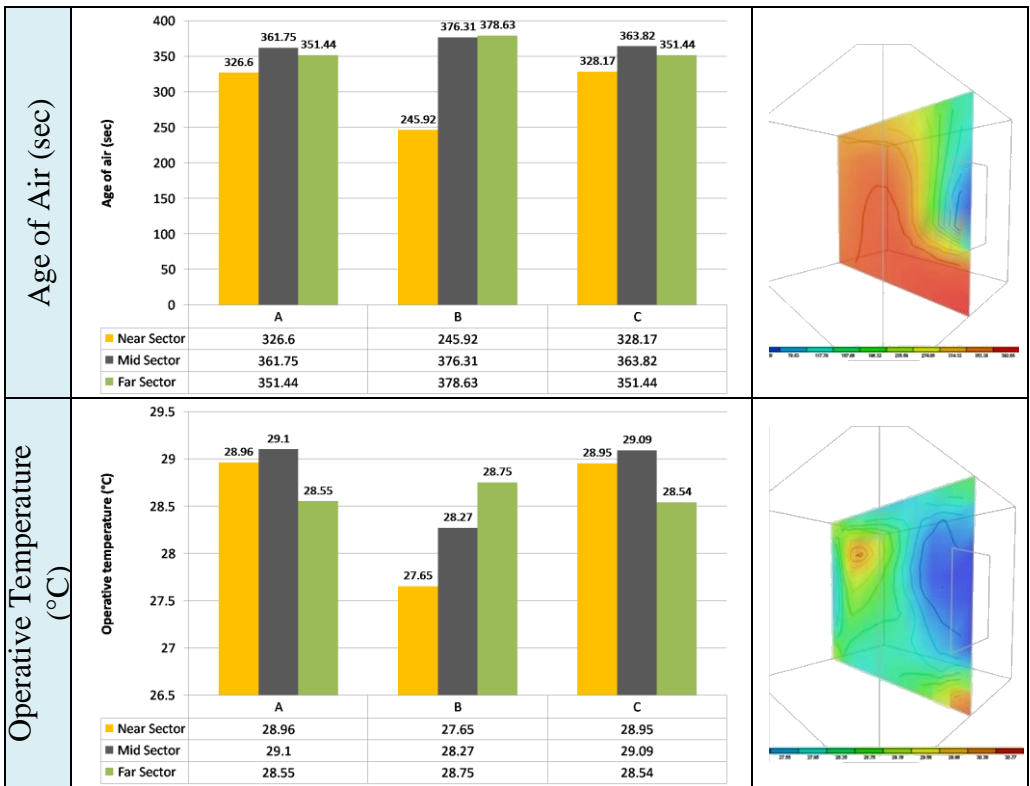 Age of Air (sec)
Age of air (sec)
400
350
300
250
200
150
100
50
0
326.6
361.75
351.44
245.92
376.31
378.63
328.17
363.82
351.44
A B C
Near Sector 326.6 245.92 328.17
Mid Sector 361.75 376.31 363.82
Far Sector 351.44 378.63 351.44
Operative Temperature
(°C)
Operative temperature (°C)
29.5
29
28.5
28
27.5
27
26.5
28.96
29.1
28.55
27.65
28.27
28.75
28.95
29.09
28.54
A B C
Near Sector 28.96 27.65 28.95
Mid Sector 29.1 28.27 29.09
Far Sector 28.55 28.75 28.54